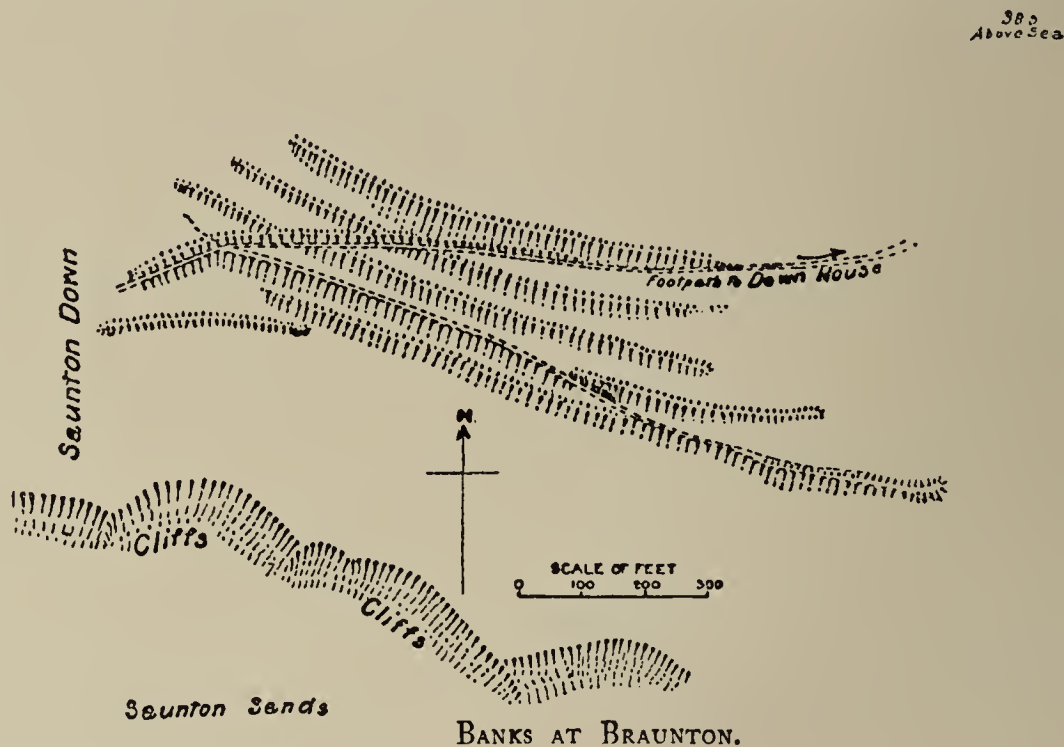 Above Sea
Saunton Down
Footpath to Down House
N.
Cliffs
SCALE OF FEET
0 100 200 300
Cliffs
Saunton Sands
BANKS AT BRAUNTON.